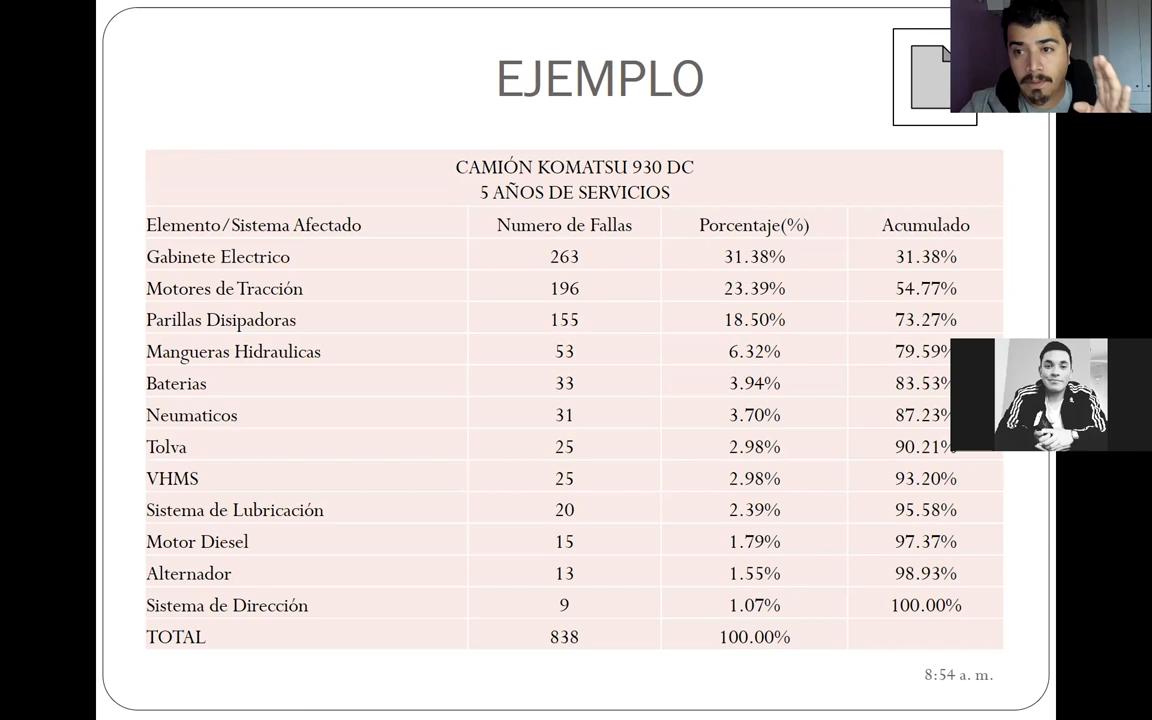 EJEMPLO
CAMIÓN KOMATSU 930 DC
5 AÑOS DE SERVICIOS
Elemento/Sistema Afectado Numero de Fallas Porcentaje(%) Acumulado
Gabinete Electrico 263 31.38% 31.38%
Motores de Tracción 196 23.39% 54.77%
Parillas Disipadoras 155 18.50% 73.27%
Mangueras Hidraulicas 53 6.32% 79.59%
Baterias 33 3.94% 83.53%
Neumaticos 31 3.70% 87.23%
Tolva 25 2.98% 90.21%
VHMS 25 2.98% 93.20%
Sistema de Lubricación 20 2.39% 95.58%
Motor Diesel 15 1.79% 97.37%
Alternador 13 1.55% 98.93%
Sistema de Dirección 9 1.07% 100.00%
TOTAL 838 100.00%
8:54 a. m.